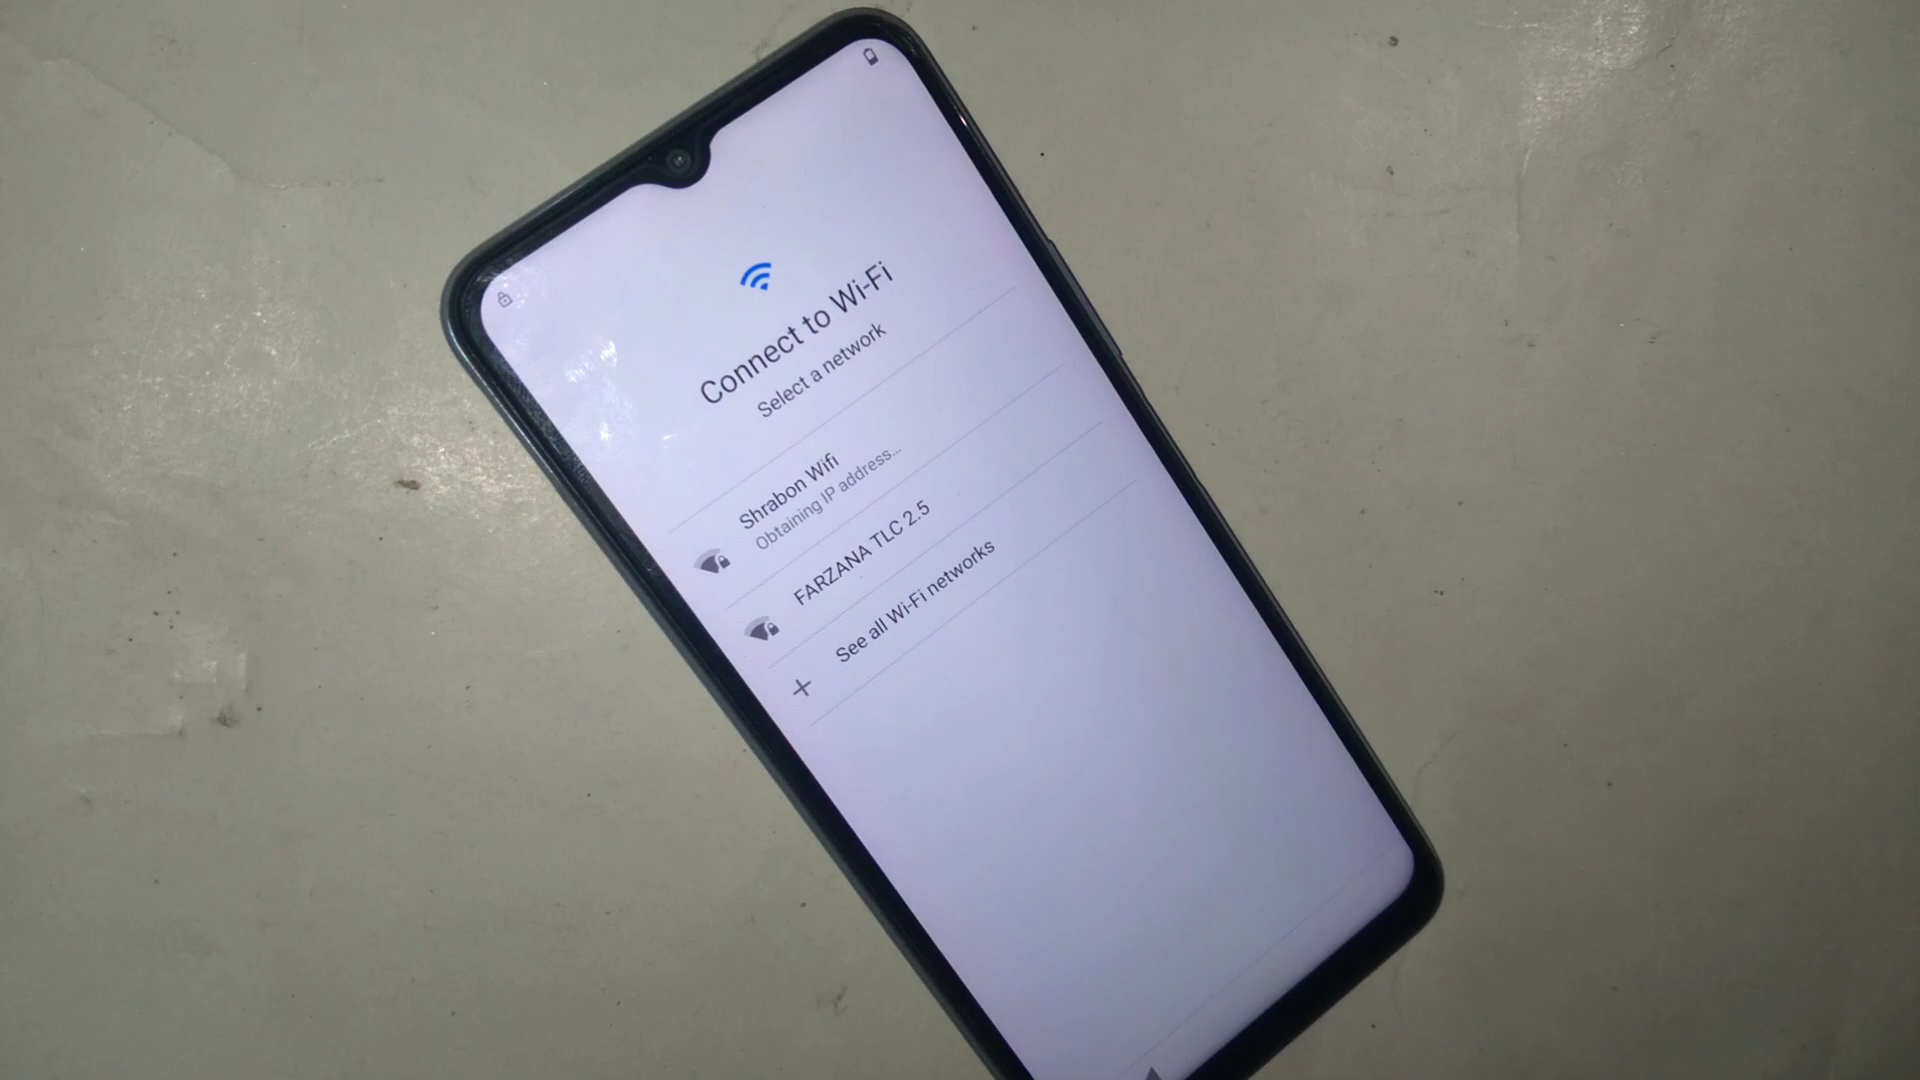 Connect to Wi-Fi
Select a network
Shrabon Wifi
Obtaining IP address...
FARZANA TLC 2.5
See all Wi-Fi networks